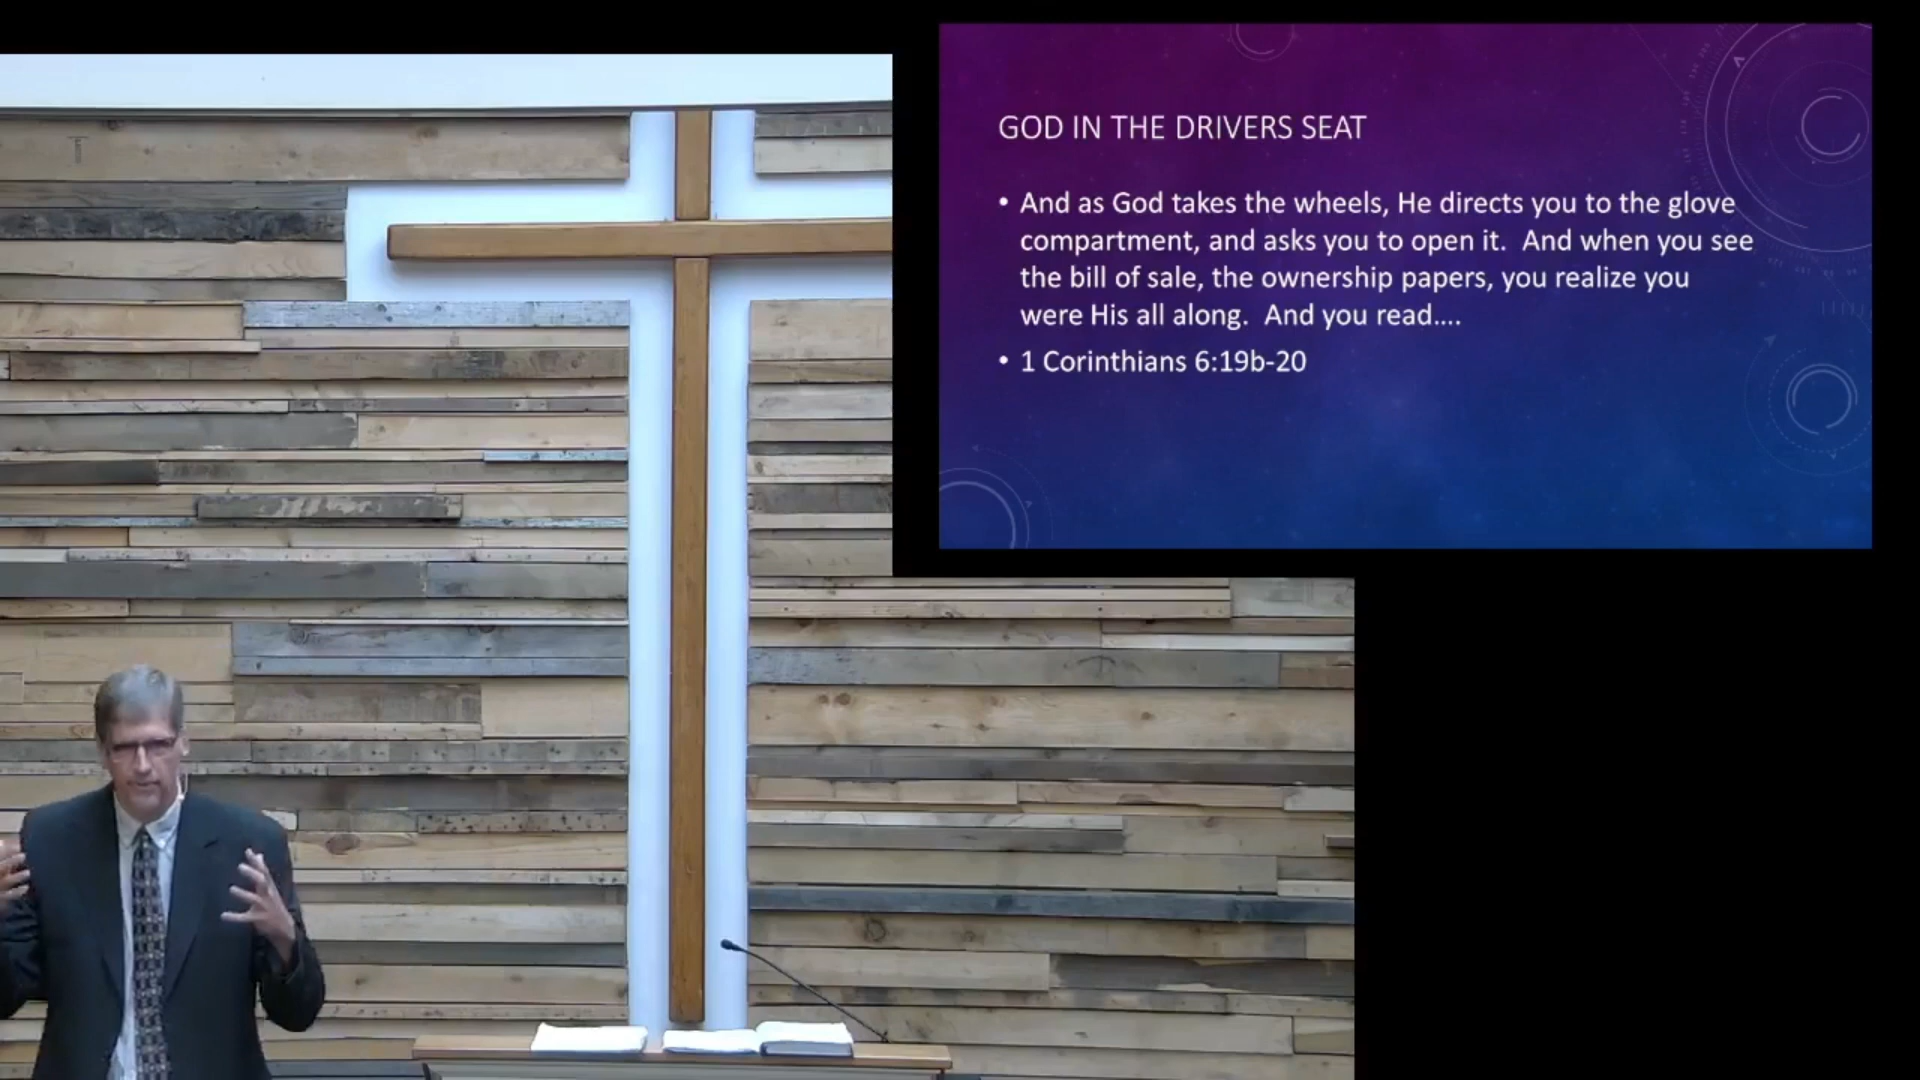 GOD IN THE DRIVERS SEAT
• And as God takes the wheels, He directs you to the glove
compartment, and asks you to open it.  And when you see
the bill of sale, the ownership papers, you realize you
were His all along.  And you read....
• 1 Corinthians 6:19b-20